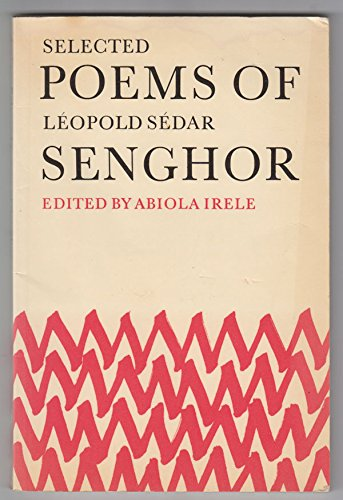 SELECTED
POEMS OF
LÉOPOLD SÉDAR
SENGHOR
EDITED BY ABIOLA IRELE